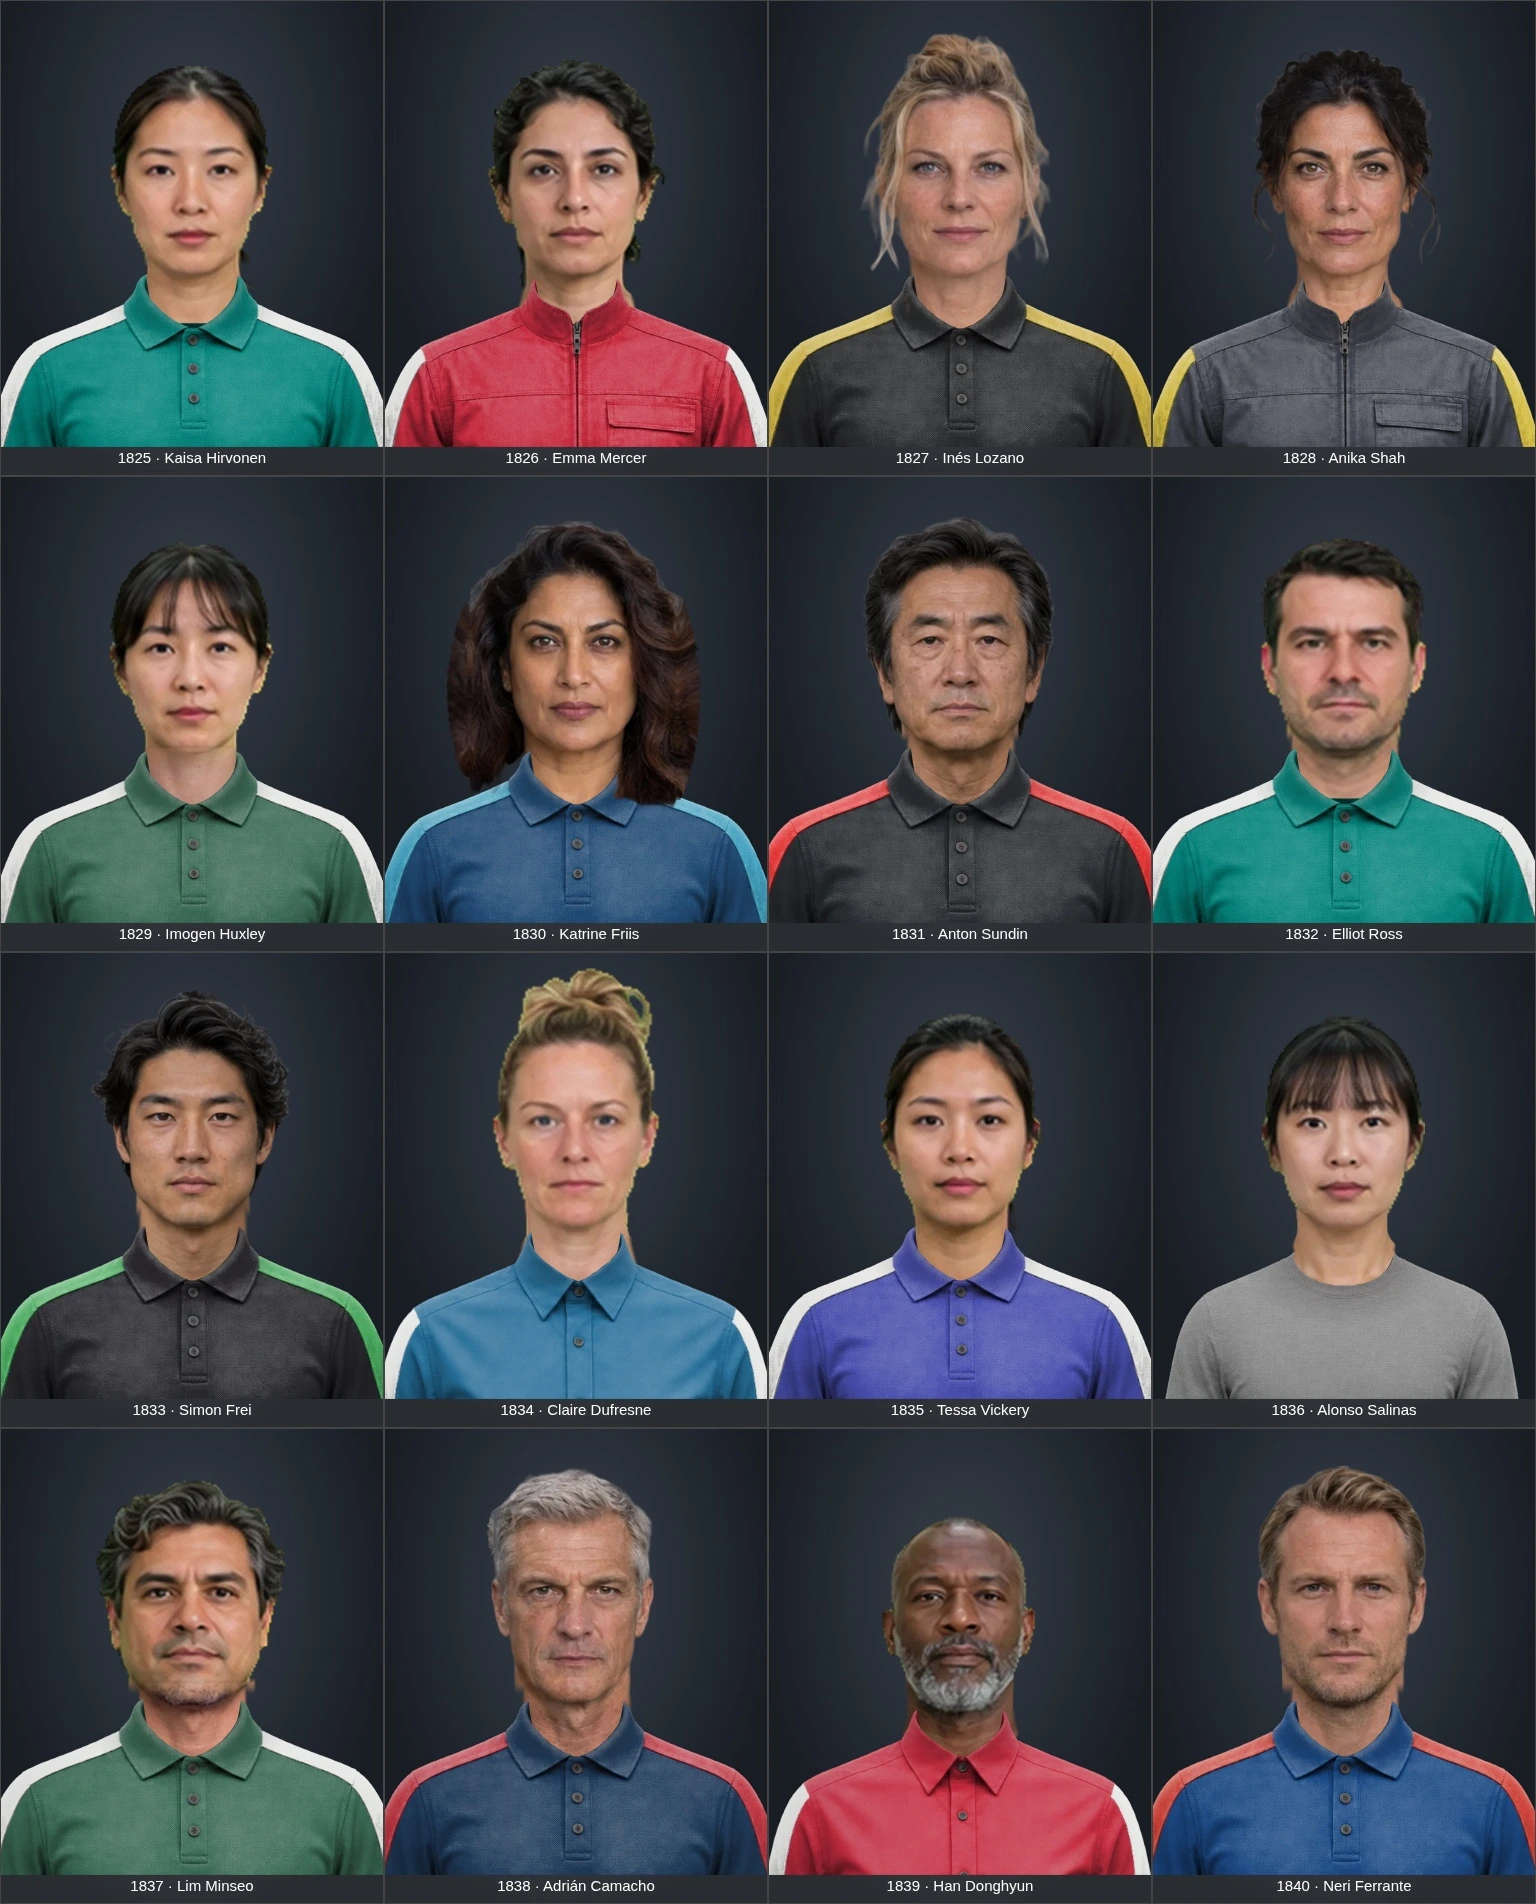 1825 · Kaisa Hirvonen
1826 · Emma Mercer
1827 · Inés Lozano
1828 · Anika Shah
1829 · Imogen Huxley
1830 · Katrine Friis
1831 · Anton Sundin
1832 · Elliot Ross
1833 · Simon Frei
1834 · Claire Dufresne
1835 · Tessa Vickery
1836 · Alonso Salinas
1837 · Lim Minseo
1838 · Adrián Camacho
1839 · Han Donghyun
1840 · Neri Ferrante